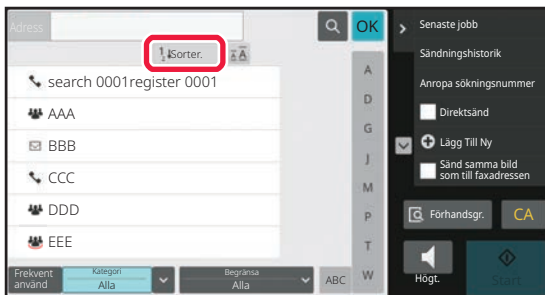 Adress
OK
Sorter.
A
search 0001register 0001
AAA
BBB
CCC
DDD
EEE
A
D
G
J
M
P
T
W
Frekvent
använd
Kategori
Alla
Begränsa
Alla
ABC
Senaste jobb
Sändningshistorik
Anropa sökningsnummer
Direktsänd
Lägg Till Ny
Sänd samma bild
som till faxadressen
Förhandsgr.
CA
Högt.
Start